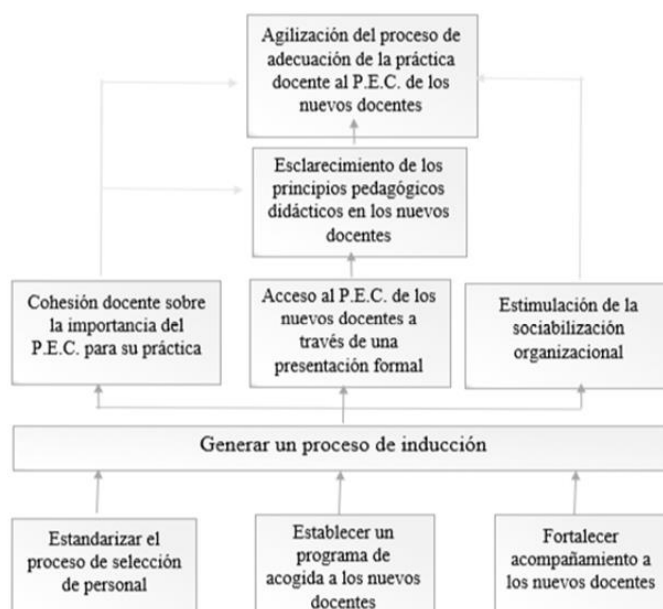 Agilización del proceso de
adecuación de la práctica
docente al P.E.C. de los
nuevos docentes
Esclarecimiento de los
principios pedagógicos
didácticos en los nuevos
docentes
Cohesión docente sobre
la importancia del
P.E.C. para su práctica
Acceso al P.E.C. de los
nuevos docentes a
través de una
presentación formal
Estimulación de la
sociabilización
organizacional
Generar un proceso de inducción
Estandarizar el
proceso de selección
de personal
Establecer un
programa de
acogida a los nuevos
docentes
Fortalecer
acompañamiento a
los nuevos docentes